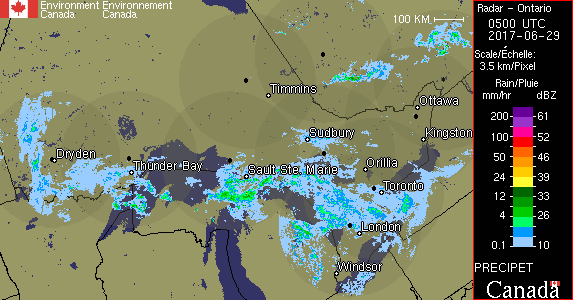 Environment Environnement
Canada Canada
100 KM
Timmins
Ottawa
Sudbury
Kingston
Dryden
Thunder Bay
Sault Ste. Marie
Orillia
Toronto
London
Windsor
Radar - Ontario
0500 UTC
2017-06-29
Scale/Échelle:
3.5 km/Pixel
Rain/Pluie
mm/hr dBZ
200 61
100 52
50 46
24 39
12 33
4 26
0.1 10
PRECIPET
Canada